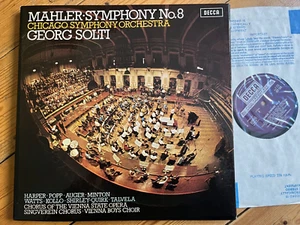 MAHLER·SYMPHONY No.8
CHICAGO SYMPHONY ORCHESTRA
GEORG SOLTI
DECCA
HARPER·POPP·AUGER·MINTON
WATTS·KOLLO·SHIRLEY-QUIRK·TALVELA
CHORUS OF THE VIENNA STATE OPERA
SINGVEREIN CHORUS·VIENNA BOYS CHOIR